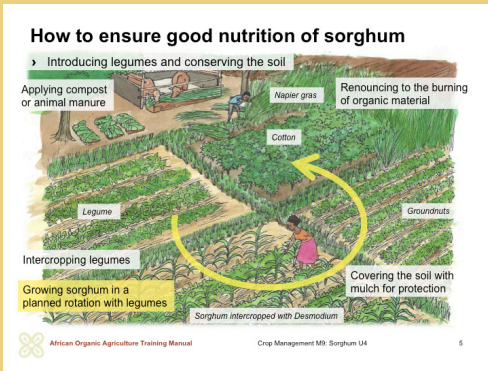 How to ensure good nutrition of sorghum
› Introducing legumes and conserving the soil
Applying compost
or animal manure
Napier gras
Renouncing to the burning
of organic material
Cotton
Legume
Groundnuts
Intercropping legumes
Growing sorghum in a
planned rotation with legumes
Covering the soil with
mulch for protection
Sorghum intercropped with Desmodium
African Organic Agriculture Training Manual
Crop Management M9: Sorghum U4
5